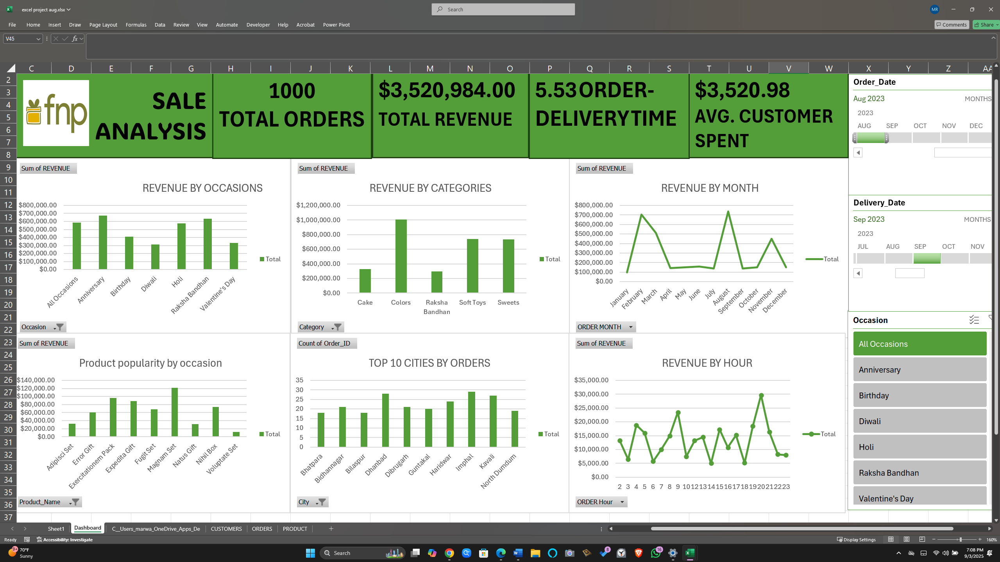 excel project aug.xlsx
Search
MR
File Home Insert Draw Page Layout Formulas Data Review View Automate Developer Help Acrobat Power Pivot
Comments Share
V45
fx
C D E F G H I J K L M N O P Q R S T U V W X Y Z AA
2
3
4
5
6
7
8
9
10
11
12
13
14
15
16
17
18
19
20
21
22
23
24
25
26
27
28
29
30
31
32
33
34
35
36
37
fnp
SALE
ANALYSIS
1000
TOTAL ORDERS
$3,520,984.00
TOTAL REVENUE
5.53 ORDER-
DELIVERY TIME
$3,520.98
AVG. CUSTOMER
SPENT
Order_Date
Aug 2023 MONTHS
2023
AUG SEP OCT NOV DEC
Delivery_Date
Sep 2023 MONTHS
2023
JUL AUG SEP OCT NOV
Occasion
All Occasions
Anniversary
Birthday
Diwali
Holi
Raksha Bandhan
Valentine's Day
Sum of REVENUE
REVENUE BY OCCASIONS
$800,000.00
$700,000.00
$600,000.00
$500,000.00
$400,000.00
$300,000.00
$200,000.00
$100,000.00
$0.00
All Occasions Anniversary Birthday Diwali Holi Raksha Bandhan Valentine's Day
Total
Occasion
Sum of REVENUE
REVENUE BY CATEGORIES
$1,200,000.00
$1,000,000.00
$800,000.00
$600,000.00
$400,000.00
$200,000.00
$0.00
Cake Colors Raksha Bandhan Soft Toys Sweets
Total
Category
Sum of REVENUE
REVENUE BY MONTH
$800,000.00
$700,000.00
$600,000.00
$500,000.00
$400,000.00
$300,000.00
$200,000.00
$100,000.00
$0.00
January February March April May June July August September October November December
Total
ORDER MONTH
Sum of REVENUE
Product popularity by occasion
$140,000.00
$120,000.00
$100,000.00
$80,000.00
$60,000.00
$40,000.00
$20,000.00
$0.00
Adipisci Set Error Gift Exercitationem Pack Expedita Gift Fugit Set Magnam Set Natus Gift Nihil Box Voluptate Set
Total
Product_Name
Count of Order_ID
TOP 10 CITIES BY ORDERS
35
30
25
20
15
10
5
0
Bhatpara Bidhannagar Bilaspur Dhanbad Dibrugarh Guntakal Haridwar Imphal Kavali North Dumdum
Total
City
Sum of REVENUE
REVENUE BY HOUR
$35,000.00
$30,000.00
$25,000.00
$20,000.00
$15,000.00
$10,000.00
$5,000.00
$0.00
2 3 4 5 6 7 8 9 10 12 13 14 15 16 17 18 19 20 21 22 23
Total
ORDER Hour
Sheet1 Dashboard C__Users_marwa_OneDrive_Apps_De CUSTOMERS ORDERS PRODUCT
Ready Accessibility: Investigate Display Settings 160%
9+ 70°F
Sunny
Search
8
16
7:08 PM
9/3/2025